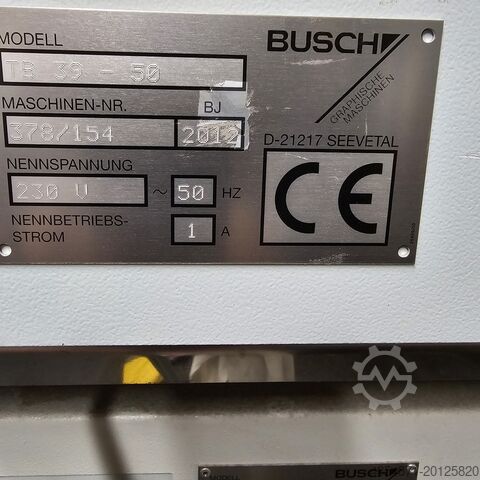 MODELL
BUSCH
TB 39 - 50
GRAPHISCHE
MASCHINEN
MASCHINEN-NR.
BJ
378/154
2012
D-21217 SEEVETAL
NENNSPANNUNG
230 V ~ 50 HZ
CE
NENNBETRIEBS-
STROM
1 A
MODELL
BUSCH
-20125820